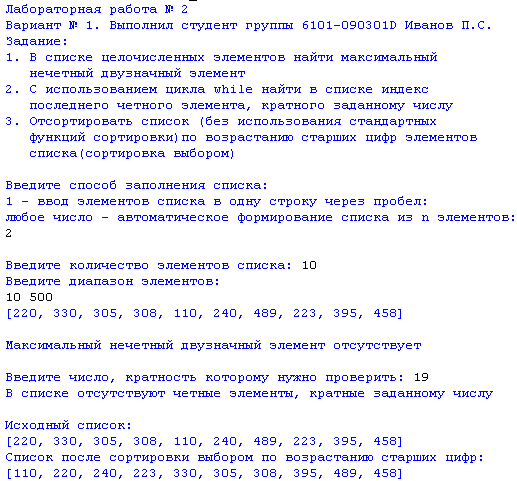 Лабораторная работа № 2
Вариант № 1. Выполнил студент группы 6101-090301D Иванов П.С.
Задание:
1. В списке целочисленных элементов найти максимальный
нечетный двузначный элемент
2. С использованием цикла while найти в списке индекс
последнего четного элемента, кратного заданному числу
3. Отсортировать список (без использования стандартных
функций сортировки)по возрастанию старших цифр элементов
списка(сортировка выбором)
Введите способ заполнения списка:
1 - ввод элементов списка в одну строку через пробел:
любое число - автоматическое формирование списка из n элементов:
2
Введите количество элементов списка: 10
Введите диапазон элементов:
10 500
[220, 330, 305, 308, 110, 240, 489, 223, 395, 458]
Максимальный нечетный двузначный элемент отсутствует
Введите число, кратность которому нужно проверить: 19
В списке отсутствуют четные элементы, кратные заданному числу
Исходный список:
[220, 330, 305, 308, 110, 240, 489, 223, 395, 458]
Список после сортировки выбором по возрастанию старших цифр:
[110, 220, 240, 223, 330, 305, 308, 395, 489, 458]